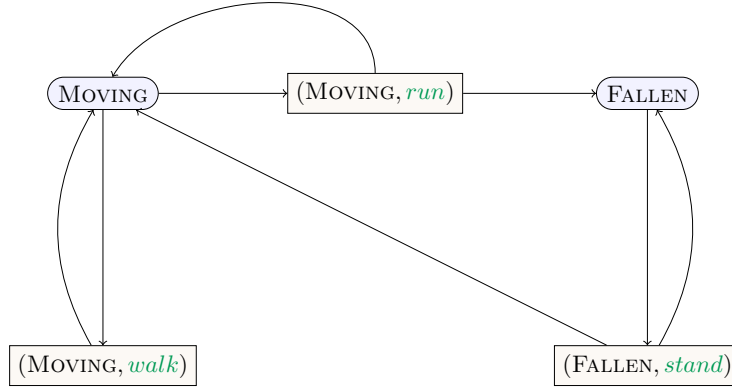 MOVING
(MOVING, run)
FALLEN
(MOVING, walk)
(FALLEN, stand)